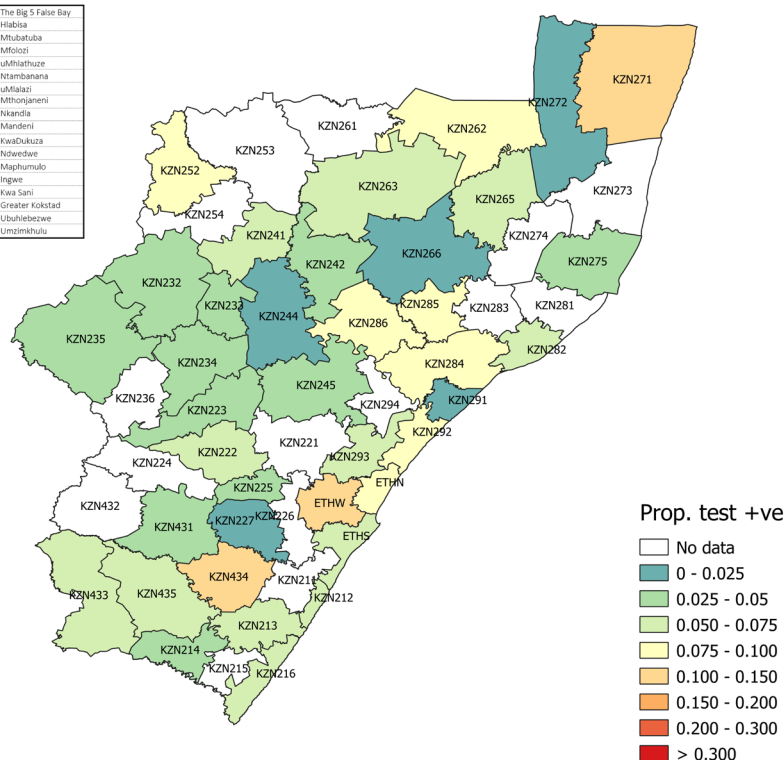 The Big 5 False Bay
Hlabisa
Mtubatuba
Mfolozi
uMhlathuze
Ntambanana
uMlalazi
Mthonjaneni
Nkandla
Mandeni
KwaDukuza
Ndwedwe
Maphumulo
Ingwe
Kwa Sani
Greater Kokstad
Ubuhlebezwe
Umzimkhulu
KZN271
KZN272
KZN261
KZN262
KZN253
KZN252
KZN263
KZN273
KZN265
KZN254
KZN241
KZN274
KZN266
KZN275
KZN242
KZN232
KZN285
KZN233
KZN283
KZN281
KZN244
KZN286
KZN235
KZN282
KZN234
KZN284
KZN245
KZN236
KZN291
KZN294
KZN223
KZN292
KZN221
KZN222
KZN293
KZN224
ETHN
KZN225
ETHW
KZN432
KZN226
KZN227
KZN431
ETHS
KZN434
KZN211
KZN433
KZN435
KZN212
KZN213
KZN214
KZN215
KZN216
Prop. test +ve
No data
0 - 0.025
0.025 - 0.05
0.050 - 0.075
0.075 - 0.100
0.100 - 0.150
0.150 - 0.200
0.200 - 0.300
> 0.300